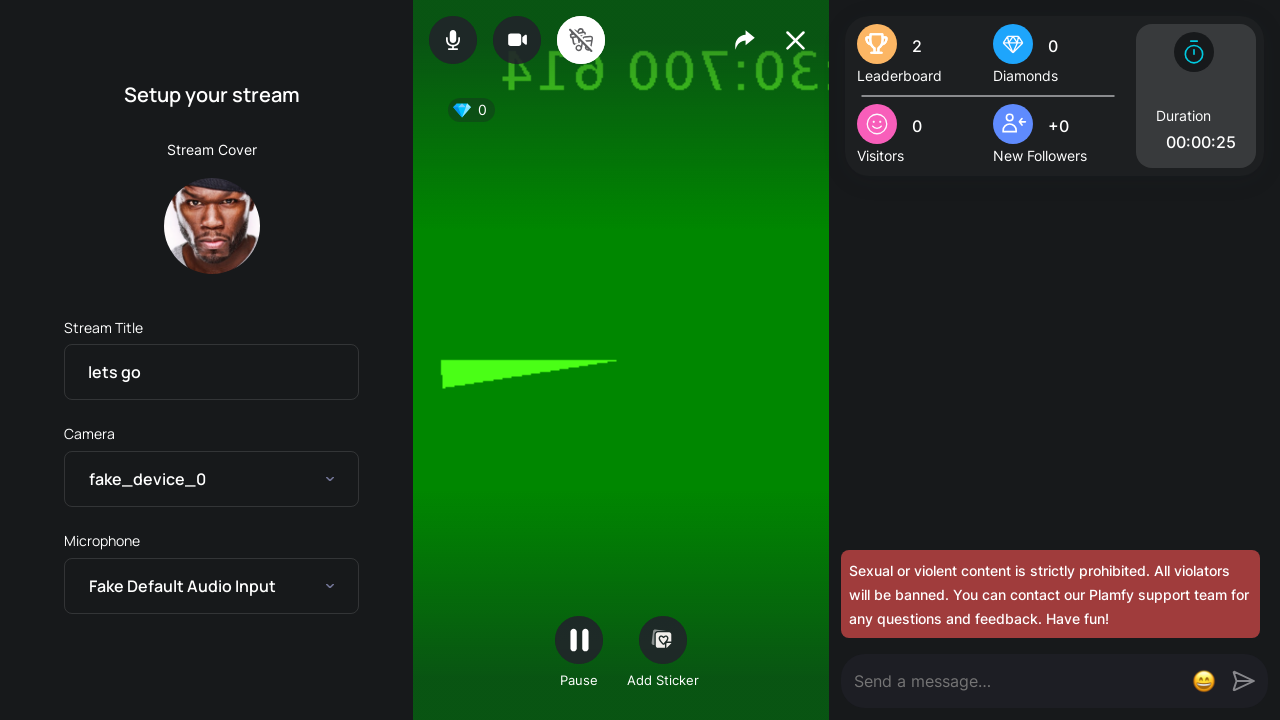 Setup your stream
Stream Cover
Stream Title
lets go
Camera
fake_device_0
Microphone
Fake Default Audio Input
0
Pause
Add Sticker
2
Leaderboard
0
Diamonds
0
Visitors
+0
New Followers
Duration
00:00:25
Sexual or violent content is strictly prohibited. All violators
will be banned. You can contact our Plamfy support team for
any questions and feedback. Have fun!
Send a message...